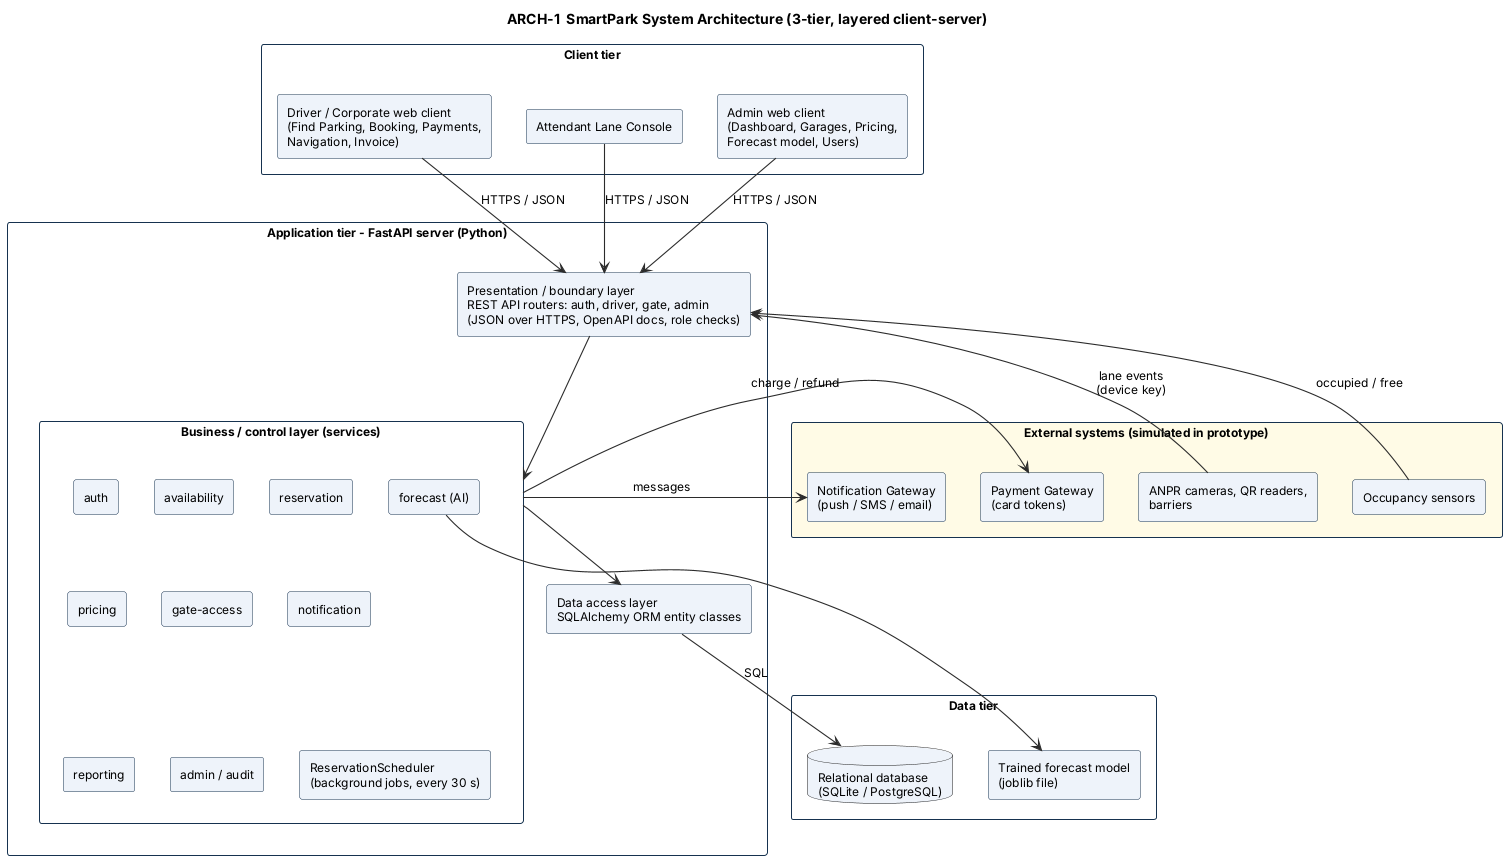 ARCH-1 SmartPark System Architecture (3-tier, layered client-server)
Client tier
Driver / Corporate web client
(Find Parking, Booking, Payments,
Navigation, Invoice)
Attendant Lane Console
Admin web client
(Dashboard, Garages, Pricing,
Forecast model, Users)
HTTPS / JSON
HTTPS / JSON
HTTPS / JSON
Application tier - FastAPI server (Python)
Presentation / boundary layer
REST API routers: auth, driver, gate, admin
(JSON over HTTPS, OpenAPI docs, role checks)
charge / refund
lane events
(device key)
occupied / free
Business / control layer (services)
auth
availability
reservation
forecast (AI)
messages
External systems (simulated in prototype)
Notification Gateway
(push / SMS / email)
Payment Gateway
(card tokens)
ANPR cameras, QR readers,
barriers
Occupancy sensors
pricing
gate-access
notification
Data access layer
SQLAlchemy ORM entity classes
SQL
reporting
admin / audit
ReservationScheduler
(background jobs, every 30 s)
Data tier
Relational database
(SQLite / PostgreSQL)
Trained forecast model
(joblib file)